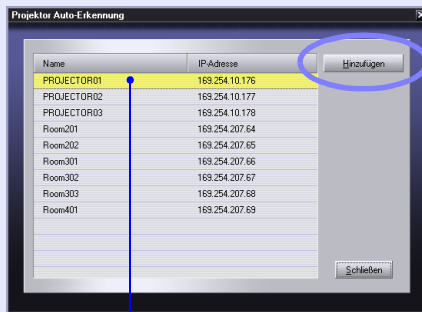 Projektor Auto-Erkennung
Name IP-Adresse Hinzufügen
PROJECTOR01 169.254.10.176
PROJECTOR02 169.254.10.177
PROJECTOR03 169.254.10.178
Room201 169.254.207.64
Room202 169.254.207.65
Room301 169.254.207.66
Room302 169.254.207.67
Room303 169.254.207.68
Room401 169.254.207.69
Schließen